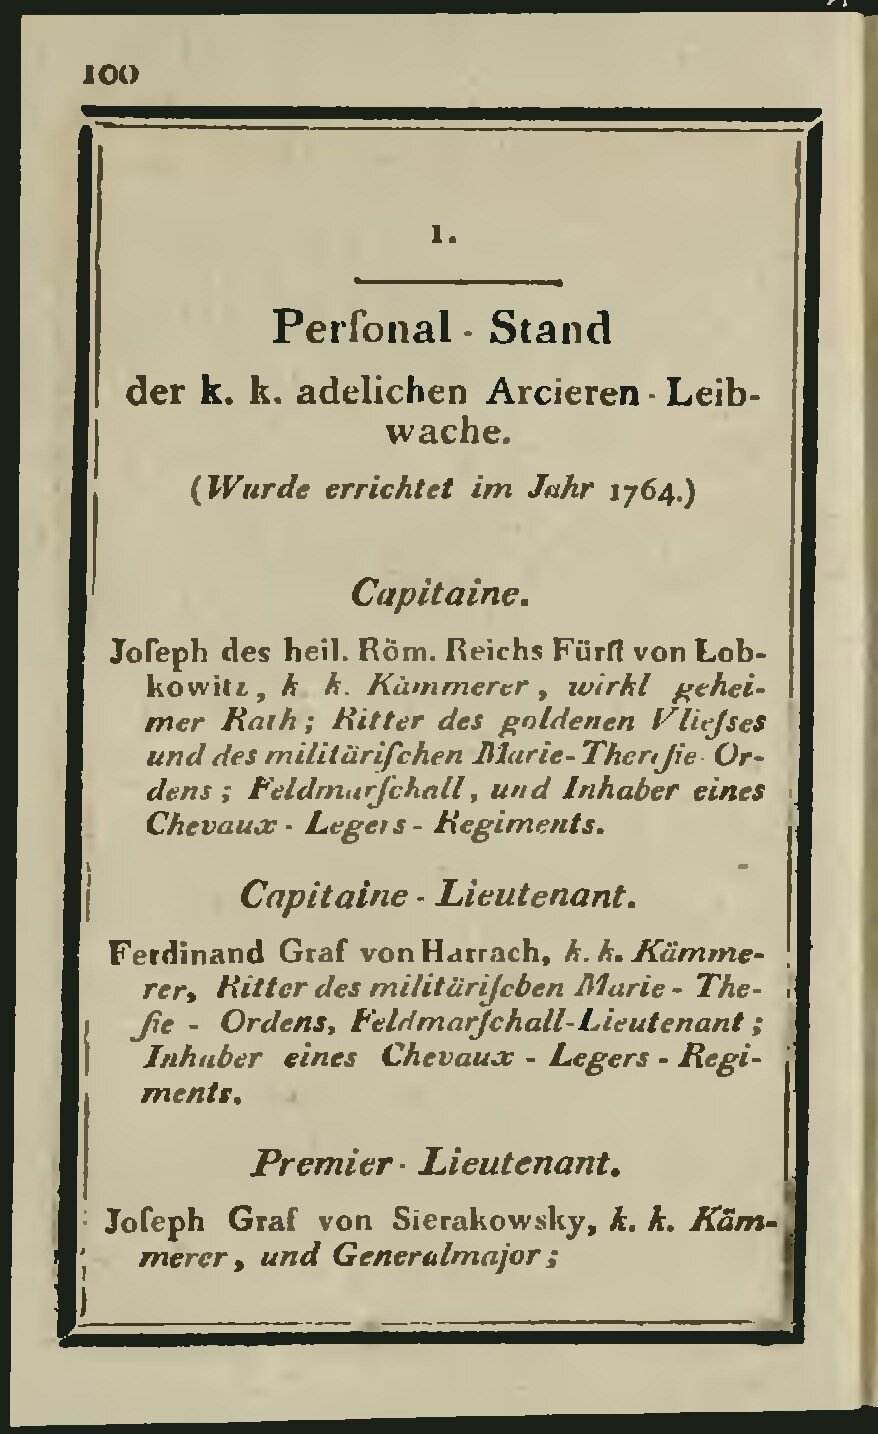 100
1.
Perſonal - Stand
der k. k. adelichen Arcieren - Leib-
wache.
(Wurde errichtet im Jahr 1764.)
Capitaine.
Joſeph des heil. Röm. Reichs Fürſt von Lob-
kowitz, k k. Kämmerer, wirkl gehei-
mer Rath; Ritter des goldenen Vlieſses
und des militäriſchen Marie-Thereſie- Or-
dens; Feldmarſchall, und Inhaber eines
Chevaux - Legers - Regiments.
Capitaine - Lieutenant.
Ferdinand Graf von Harrach, k. k. Kämme-
rer, Ritter des militäriſchen Marie - The-
ſie - Ordens, Feldmarſchall-Lieutenant;
Inhaber eines Chevaux - Legers - Regi-
ments.
Premier - Lieutenant.
Joſeph Graf von Sierakowsky, k. k. Käm-
merer, und Generalmajor;